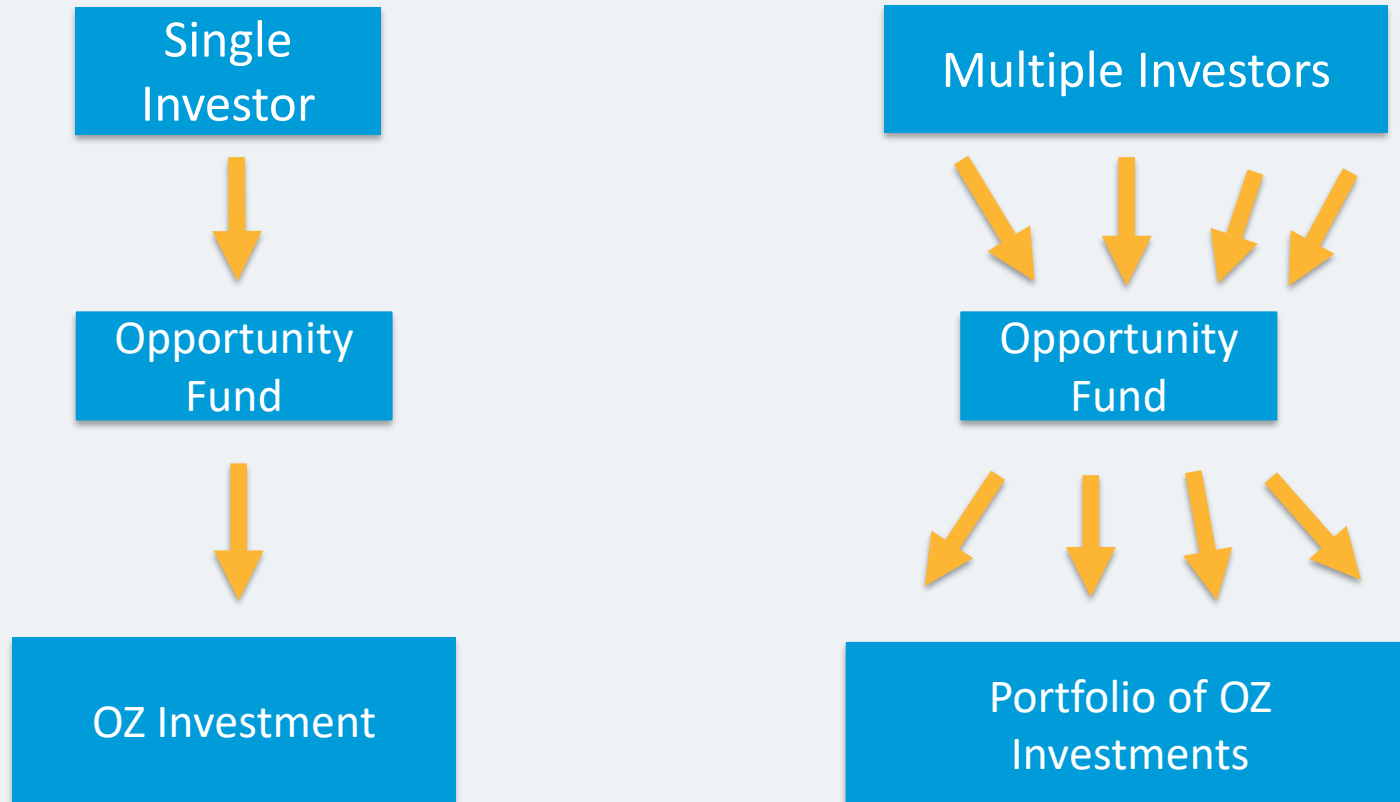 Single
Investor
Opportunity
Fund
OZ Investment
Multiple Investors
Opportunity
Fund
Portfolio of OZ
Investments